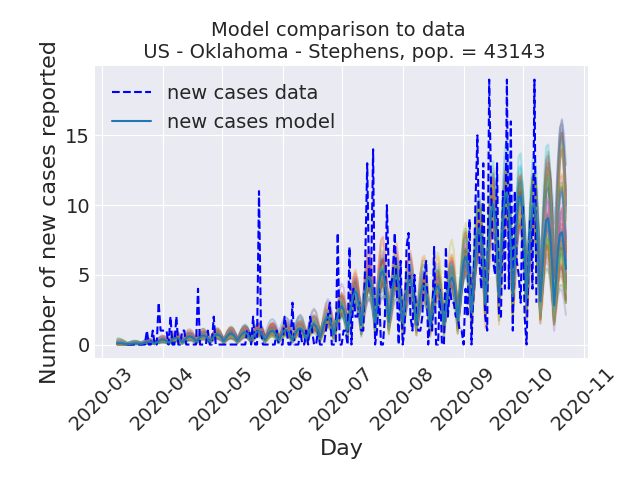 Model comparison to data
US - Oklahoma - Stephens, pop. = 43143
new cases data
new cases model
Number of new cases reported
15
10
5
0
2020-03
2020-04
2020-05
2020-06
2020-07
2020-08
2020-09
2020-10
2020-11
Day